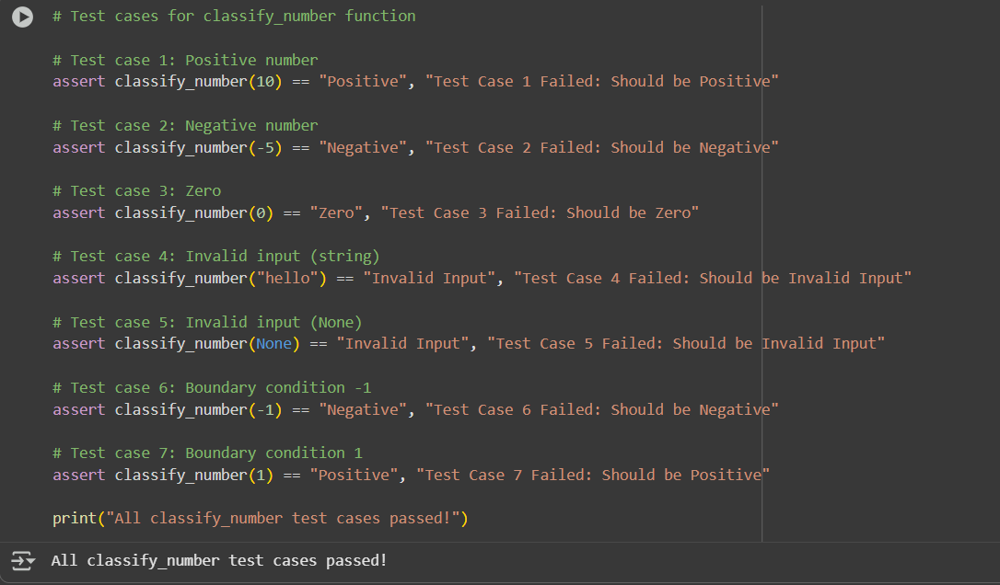 # Test cases for classify_number function
# Test case 1: Positive number
assert classify_number(10) == "Positive", "Test Case 1 Failed: Should be Positive"
# Test case 2: Negative number
assert classify_number(-5) == "Negative", "Test Case 2 Failed: Should be Negative"
# Test case 3: Zero
assert classify_number(0) == "Zero", "Test Case 3 Failed: Should be Zero"
# Test case 4: Invalid input (string)
assert classify_number("hello") == "Invalid Input", "Test Case 4 Failed: Should be Invalid Input"
# Test case 5: Invalid input (None)
assert classify_number(None) == "Invalid Input", "Test Case 5 Failed: Should be Invalid Input"
# Test case 6: Boundary condition -1
assert classify_number(-1) == "Negative", "Test Case 6 Failed: Should be Negative"
# Test case 7: Boundary condition 1
assert classify_number(1) == "Positive", "Test Case 7 Failed: Should be Positive"
print("All classify_number test cases passed!")
All classify_number test cases passed!